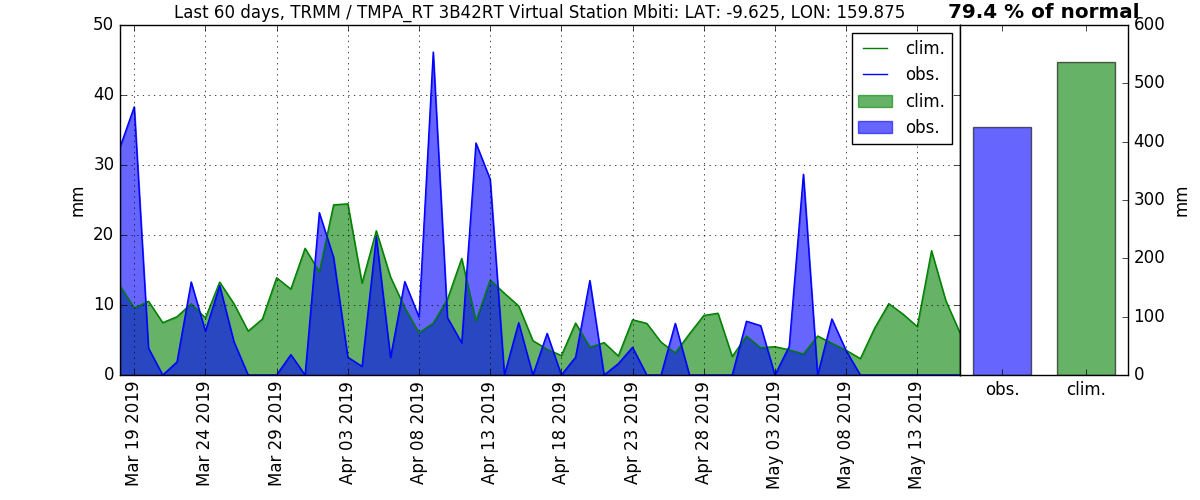 Last 60 days, TRMM / TMPA_RT 3B42RT Virtual Station Mbiti: LAT: -9.625, LON: 159.875
79.4 % of normal
50
40
30
20
10
0
mm
clim.
obs.
clim.
obs.
600
500
400
300
200
100
0
mm
obs.
clim.
Mar 19 2019
Mar 24 2019
Mar 29 2019
Apr 03 2019
Apr 08 2019
Apr 13 2019
Apr 18 2019
Apr 23 2019
Apr 28 2019
May 03 2019
May 08 2019
May 13 2019